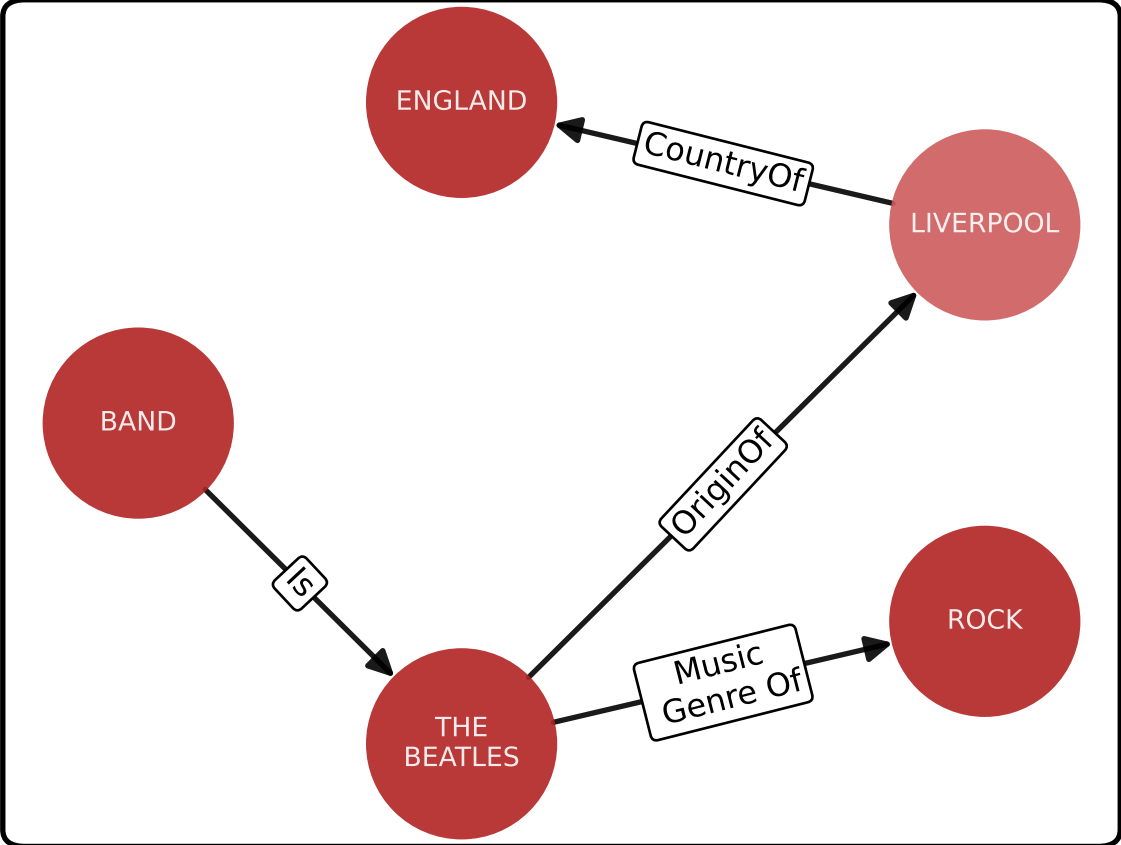 ENGLAND
CountryOf
LIVERPOOL
BAND
OriginOf
Is
ROCK
Music
Genre Of
THE
BEATLES